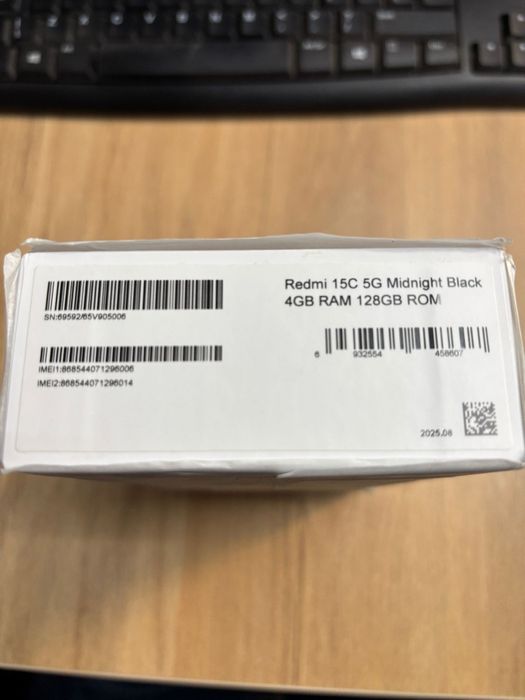 Redmi 15C 5G Midnight Black
4GB RAM 128GB ROM
SN:69592/65V905006
6 932554 458607
IMEI1:868544071296006
IMEI2:868544071296014
2025.08